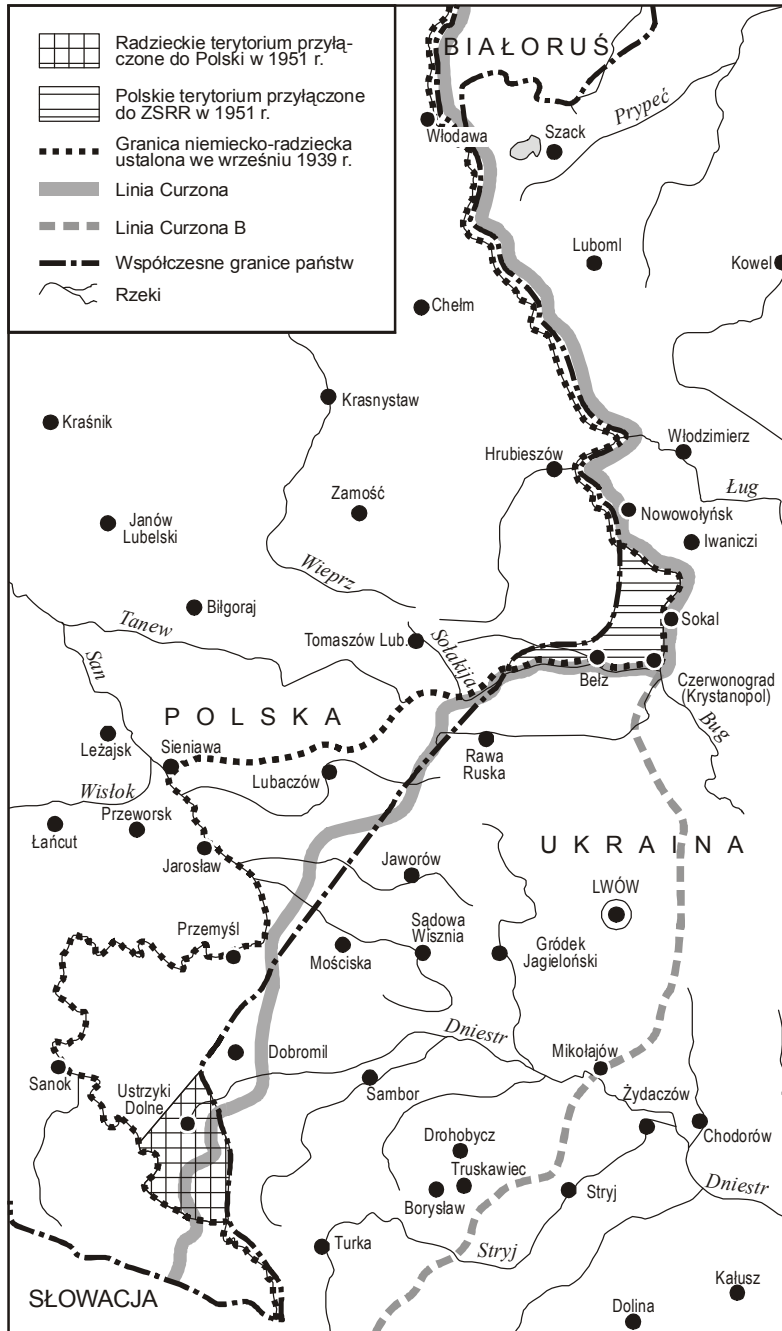 Radzieckie terytorium przyłą-
czone do Polski w 1951 r.
Polskie terytorium przyłączone
do ZSRR w 1951 r.
Granica niemiecko-radziecka
ustalona we wrześniu 1939 r.
Linia Curzona
Linia Curzona B
Współczesne granice państw
Rzeki
BIAŁORUŚ
Prypeć
Włodawa
Szack
Luboml
Kowel
Chełm
Krasnystaw
Kraśnik
Włodzimierz
Hrubieszów
Zamość
Ług
Nowowołyńsk
Janów
Lubelski
Iwaniczi
Wieprz
Biłgoraj
Tanew
Sokal
Tomaszów Lub.
Sołakija
San
Bełz
Czerwonograd
(Krystanopol)
POLSKA
Bug
Leżajsk
Sieniawa
Rawa
Ruska
Lubaczów
Wisłok
Przeworsk
Łańcut
UKRAINA
Jarosław
Jaworów
LWÓW
Przemyśl
Sądowa
Wisznia
Mościska
Gródek
Jagieloński
Dniestr
Dobromil
Mikołajów
Sanok
Ustrzyki
Dolne
Sambor
Żydaczów
Chodorów
Drohobycz
Truskawiec
Borysław
Stryj
Dniestr
Turka
Stryj
SŁOWACJA
Kałusz
Dolina